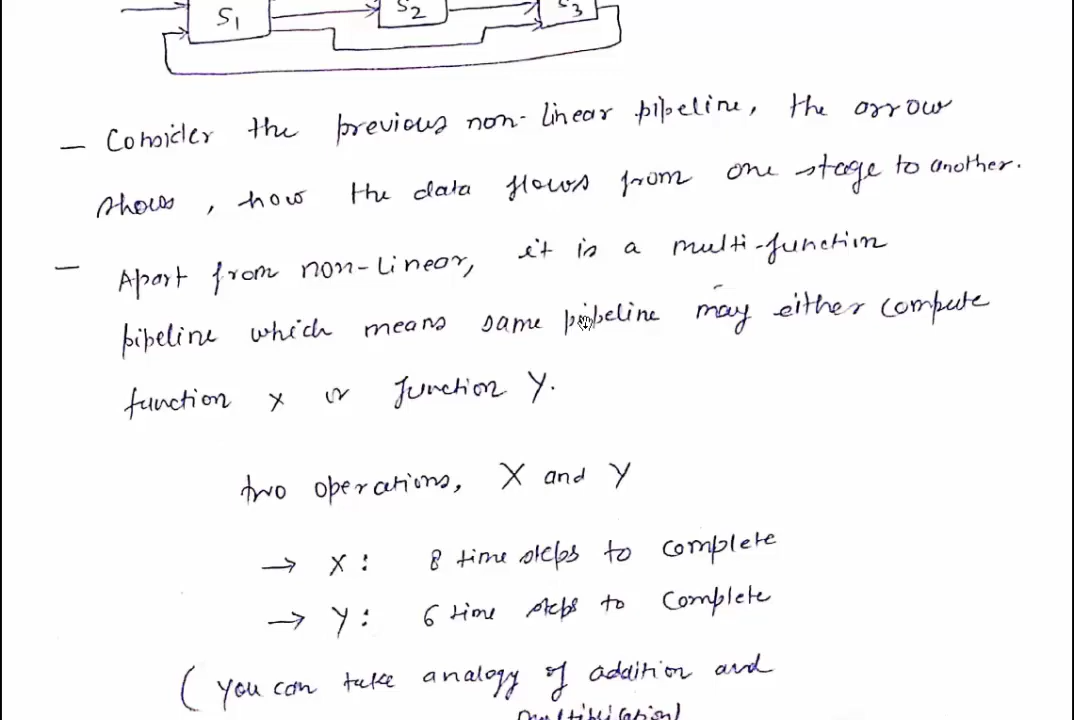 S1 S2 S3
— Consider the previous non-linear pipeline, the arrow
shows, how the data flows from one stage to another.
— Apart from non-Linear, it is a multi-function
pipeline which means same pipeline may either compute
function X or function Y.
two operations, X and Y
→ X: 8 time steps to complete
→ Y: 6 time steps to complete
(you can take analogy of addition and
multiplication)